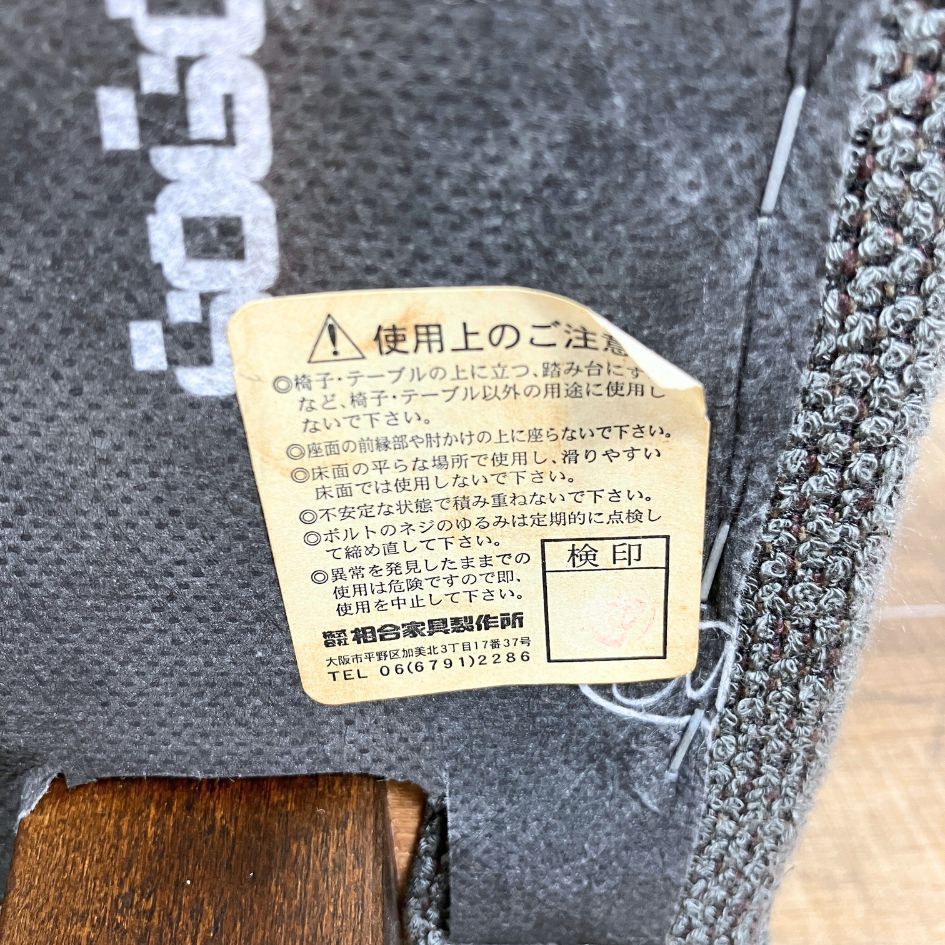 使用上のご注意
◎椅子・テーブルの上に立つ、踏み台にす
など、椅子・テーブル以外の用途に使用し
ないで下さい。
◎座面の前縁部や肘かけの上に座らないで下さい。
◎床面の平らな場所で使用し、滑りやすい
床面では使用しないで下さい。
◎不安定な状態で積み重ねないで下さい。
◎ボルトのネジのゆるみは定期的に点検し
て締め直して下さい。
◎異常を発見したままでの
使用は危険ですので即、
使用を中止して下さい。
検印
株式会社 相合家具製作所
大阪市平野区加美北3丁目17番37号
TEL 06(6791)2286